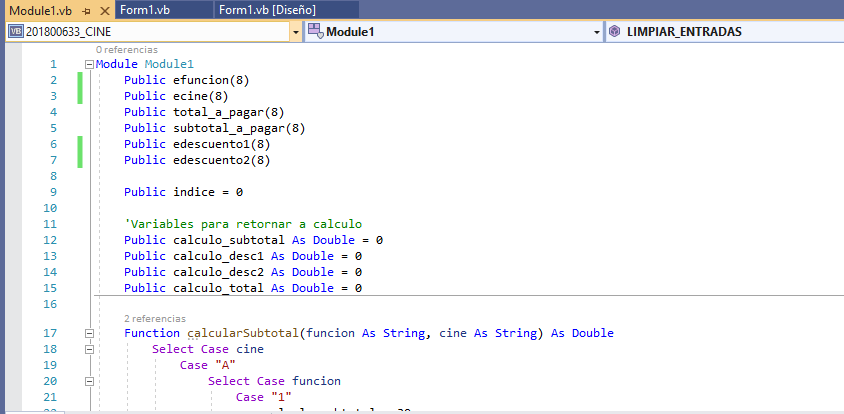 Module1.vb Form1.vb Form1.vb [Diseño]
VB 201800633_CINE Module1 LIMPIAR_ENTRADAS
0 referencias
1 Module Module1
2 Public efuncion(8)
3 Public ecine(8)
4 Public total_a_pagar(8)
5 Public subtotal_a_pagar(8)
6 Public edescuento1(8)
7 Public edescuento2(8)
8
9 Public indice = 0
10
11 'Variables para retornar a calculo
12 Public calculo_subtotal As Double = 0
13 Public calculo_desc1 As Double = 0
14 Public calculo_desc2 As Double = 0
15 Public calculo_total As Double = 0
16
2 referencias
17 Function calcularSubtotal(funcion As String, cine As String) As Double
18 Select Case cine
19 Case "A"
20 Select Case funcion
21 Case "1"